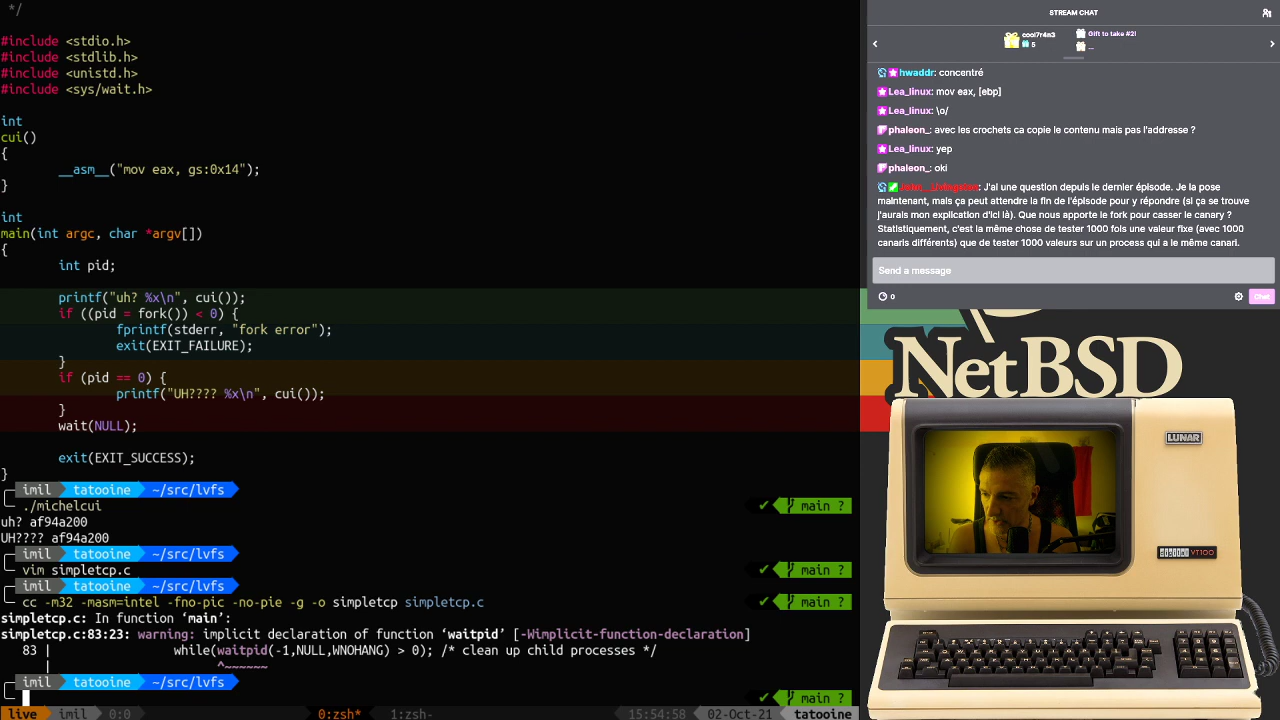 */
#include <stdio.h>
#include <stdlib.h>
#include <unistd.h>
#include <sys/wait.h>
int
cui()
{
__asm__("mov eax, gs:0x14");
}
int
main(int argc, char *argv[])
{
int pid;
printf("uh? %x\n", cui());
if ((pid = fork()) < 0) {
fprintf(stderr, "fork error");
exit(EXIT_FAILURE);
}
if (pid == 0) {
printf("UH???? %x\n", cui());
}
wait(NULL);
exit(EXIT_SUCCESS);
}
imil tatooine ~/src/lvfs
./michelcui ✔ main ?
uh? af94a200
UH???? af94a200
imil tatooine ~/src/lvfs
vim simpletcp.c ✔ main ?
imil tatooine ~/src/lvfs
cc -m32 -masm=intel -fno-pic -no-pie -g -o simpletcp simpletcp.c ✔ main ?
simpletcp.c: In function ‘main’:
simpletcp.c:83:23: warning: implicit declaration of function ‘waitpid’ [-Wimplicit-function-declaration]
83 | while(waitpid(-1,NULL,WNOHANG) > 0); /* clean up child processes */
| ^~~~~~~
imil tatooine ~/src/lvfs
✔ main ?
live imil 0:0 0:zsh* 1:zsh- 15:54:58 02-Oct-21 tatooine
STREAM CHAT
cool7r4n3
5
Gift to take #2!
...
hwaddr: concentré
Lea_linux: mov eax, [ebp]
Lea_linux: \o/
phaleon_: avec les crochets ca copie le contenu mais pas l'addresse ?
Lea_linux: yep
phaleon_: oki
J'ai une question depuis le dernier épisode. Je la pose
maintenant, mais ça peut attendre la fin de l'épisode pour y répondre (si ça se trouve
j'aurais mon explication d'ici là). Que nous apporte le fork pour casser le canary ?
Statistiquement, c'est la même chose de tester 1000 fois une valeur fixe (avec 1000
canaris différents) que de tester 1000 valeurs sur un process qui a le même canari.
Send a message
0
Chat
NetBSD
LUNAR
digital VT100